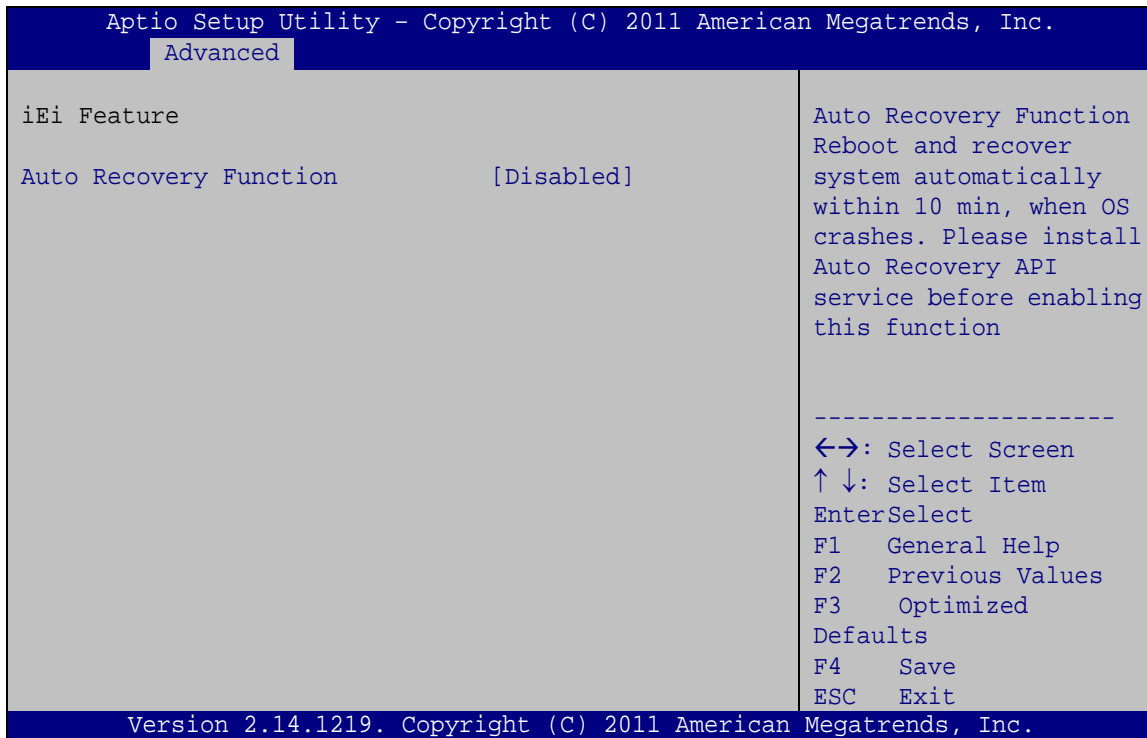 Aptio Setup Utility – Copyright (C) 2011 American Megatrends, Inc.
Advanced
iEi Feature
Auto Recovery Function [Disabled]
Auto Recovery Function
Reboot and recover
system automatically
within 10 min, when OS
crashes. Please install
Auto Recovery API
service before enabling
this function
---------------------
←→: Select Screen
↑ ↓: Select Item
EnterSelect
F1 General Help
F2 Previous Values
F3 Optimized
Defaults
F4 Save
ESC Exit
Version 2.14.1219. Copyright (C) 2011 American Megatrends, Inc.